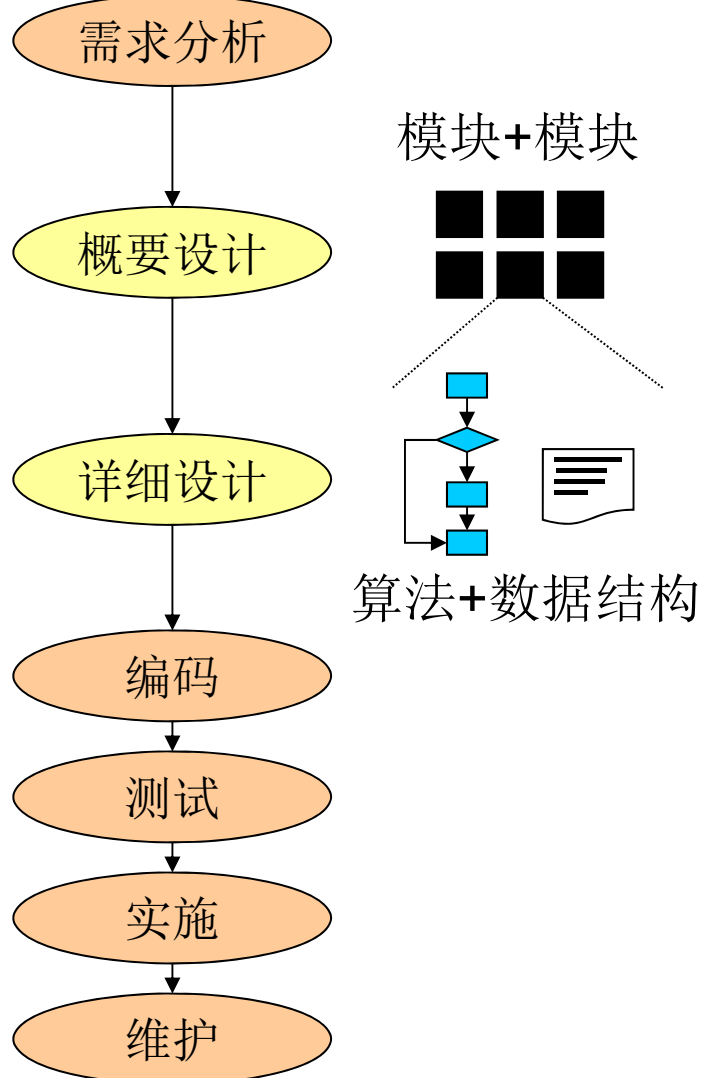 需求分析
模块+模块
概要设计
详细设计
算法+数据结构
编码
测试
实施
维护